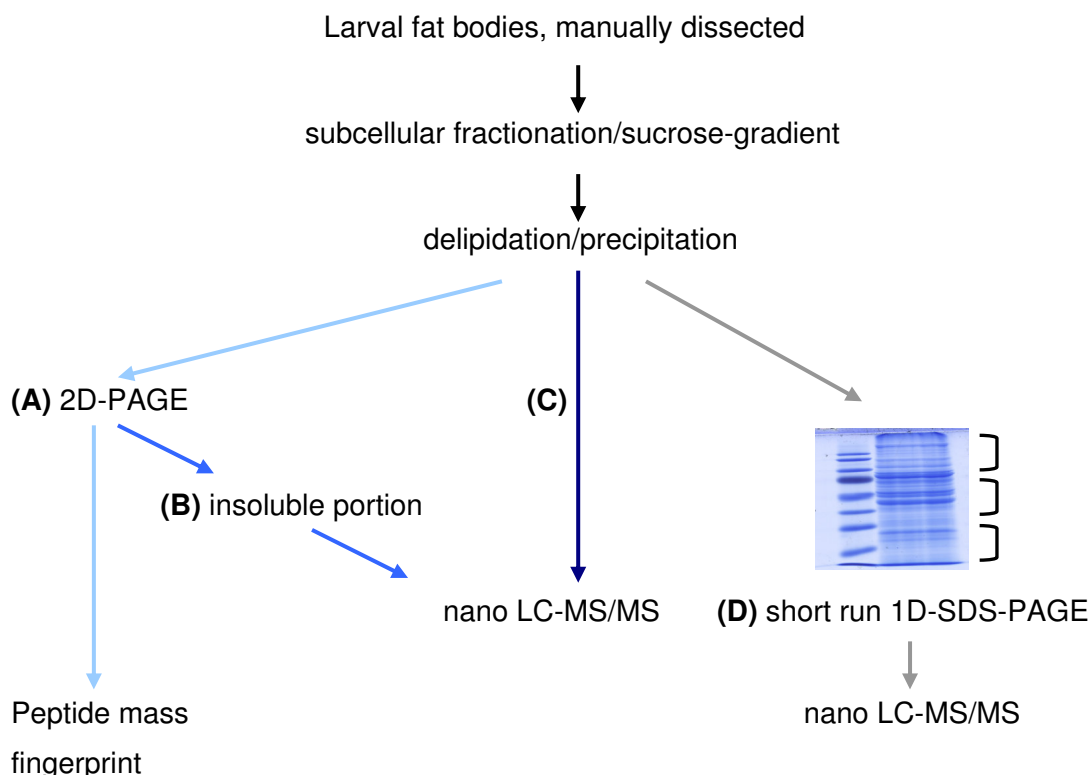 Larval fat bodies, manually dissected
subcellular fractionation/sucrose-gradient
delipidation/precipitation
(A) 2D-PAGE
(C)
(B) insoluble portion
nano LC-MS/MS
(D) short run 1D-SDS-PAGE
Peptide mass
fingerprint
nano LC-MS/MS